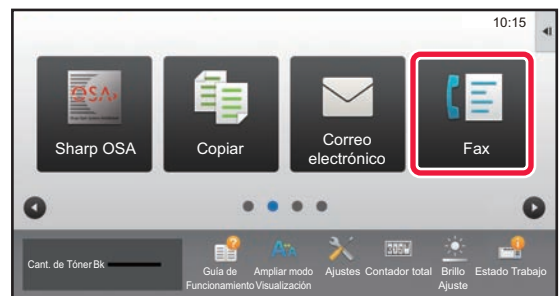 10:15
OSA
Sharp OSA
Copiar
Correo
electrónico
Fax
Cant. de Tóner Bk
Guía de
Funcionamiento
Ampliar modo
Visualización
Ajustes
Contador total
Brillo
Ajuste
Estado Trabajo